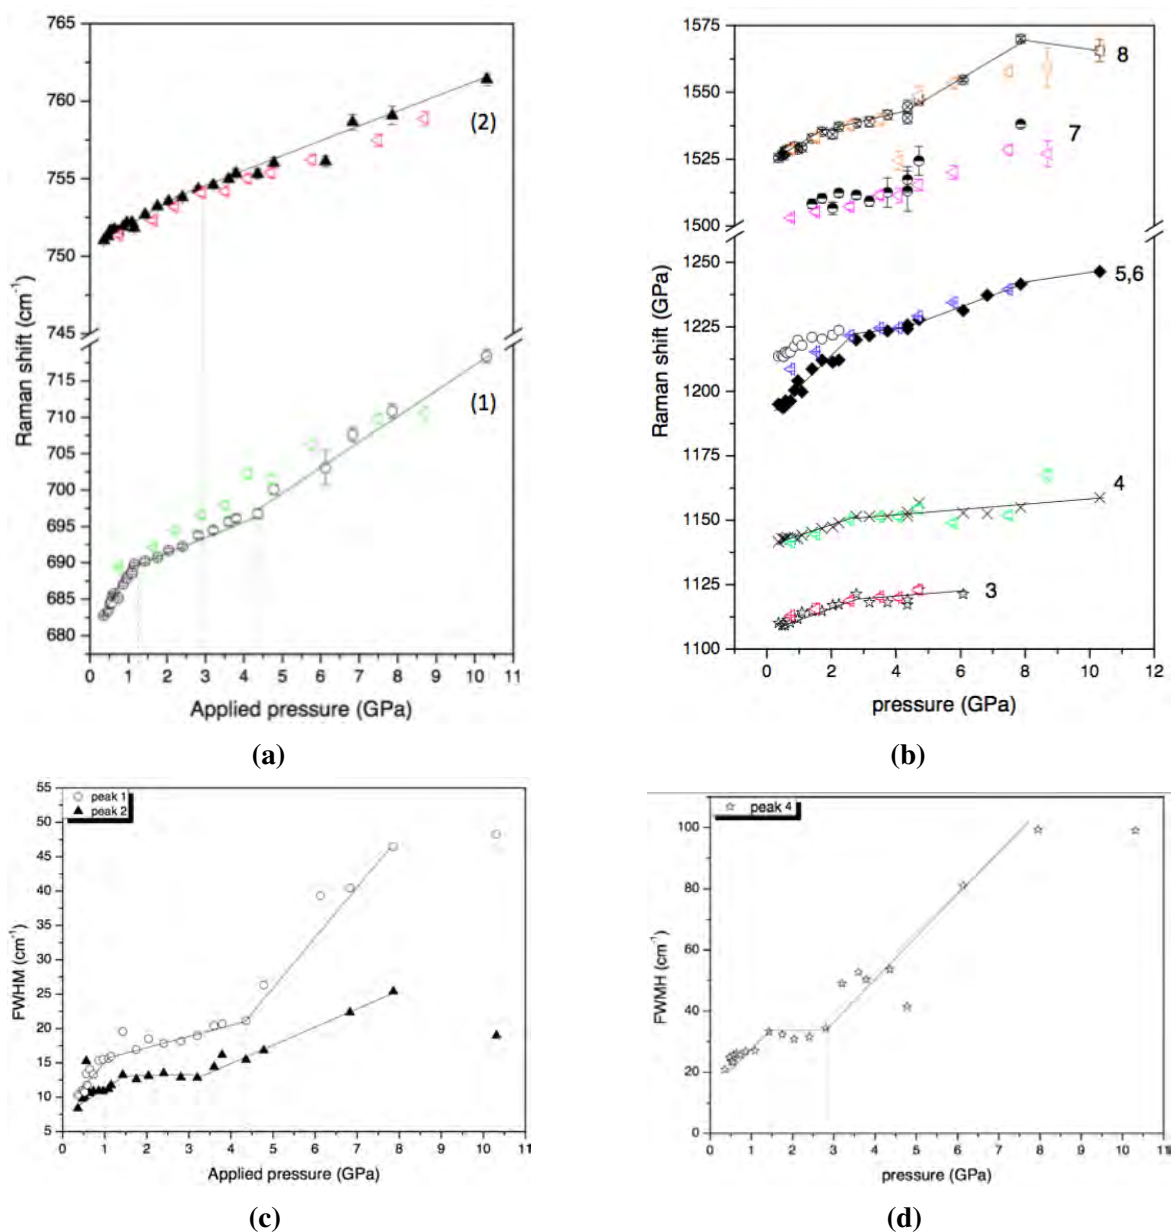 765
760
755
750
745
715
710
705
700
695
690
685
680
Raman shift (cm⁻¹)
(2)
(1)
0 1 2 3 4 5 6 7 8 9 10 11
Applied pressure (GPa)
(a)
1575
1550
1525
1500
1250
1225
1200
1175
1150
1125
1100
Raman shift (GPa)
8
7
5,6
4
3
0 2 4 6 8 10 12
pressure (GPa)
(b)
55
50
45
40
35
30
25
20
15
10
5
FWHM (cm⁻¹)
peak 1
peak 2
0 1 2 3 4 5 6 7 8 9 10 11
Applied pressure (GPa)
(c)
100
80
60
40
20
0
FWMH (cm⁻¹)
peak 4
0 1 2 3 4 5 6 7 8 9 10 11
pressure (GPa)
(d)